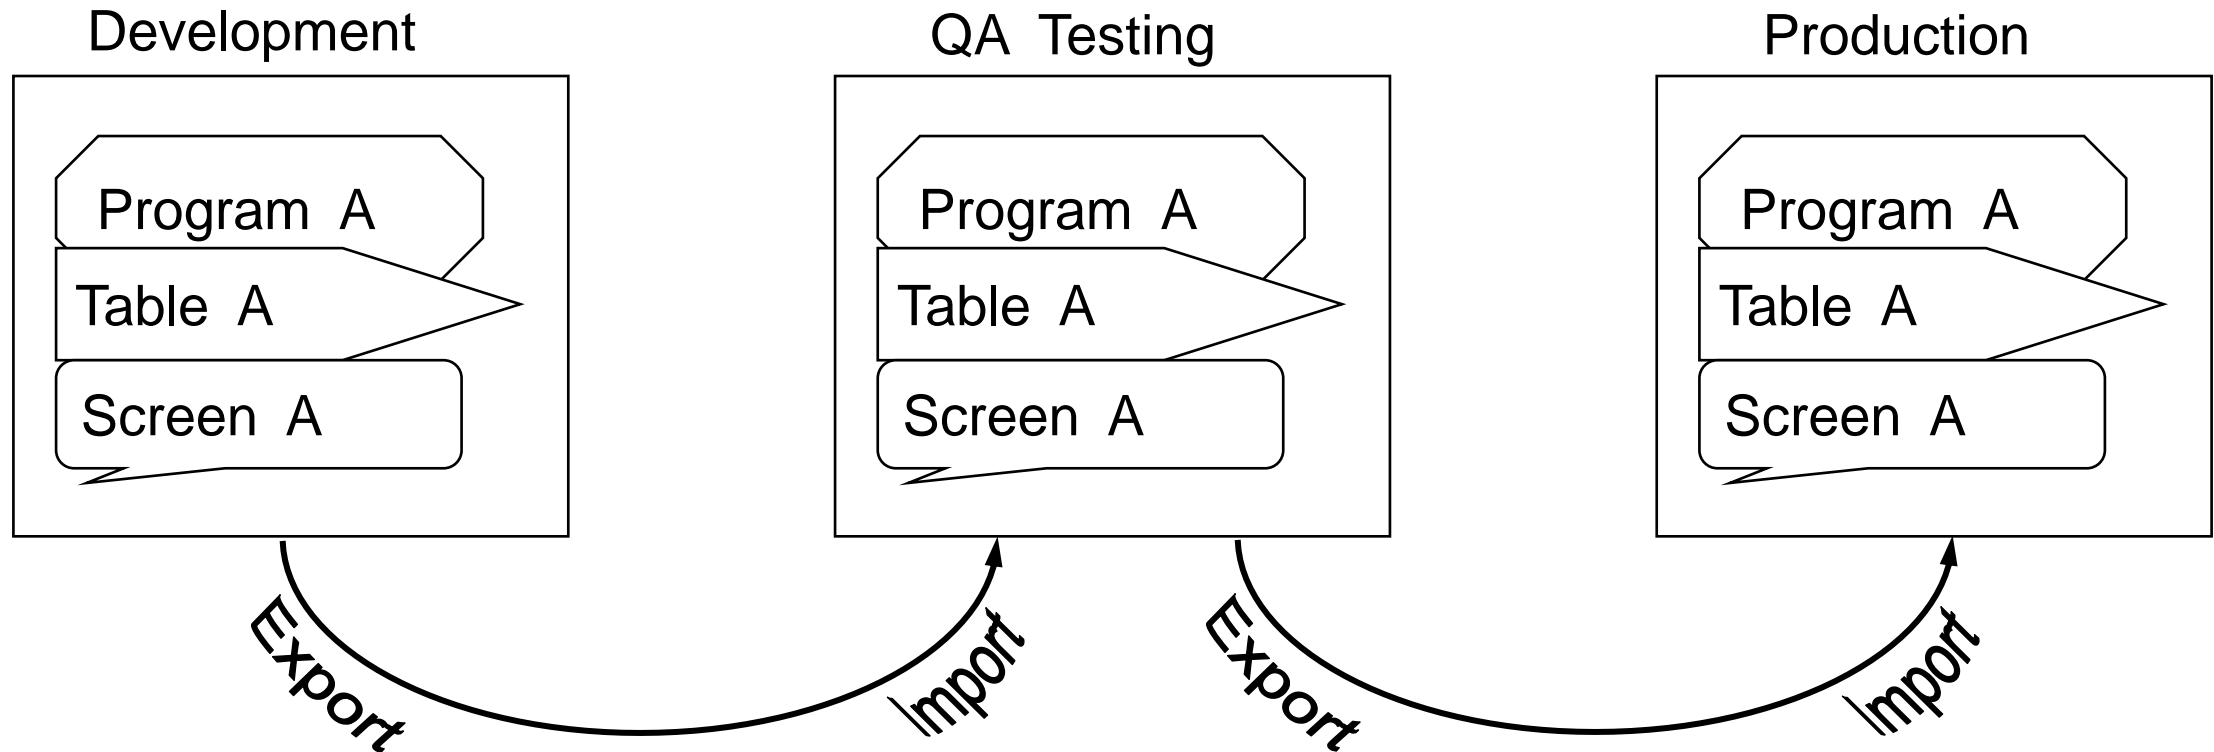 Development
QA Testing
Production
Program A
Table A
Screen A
Program A
Table A
Screen A
Program A
Table A
Screen A
Export
Import
Export
Import